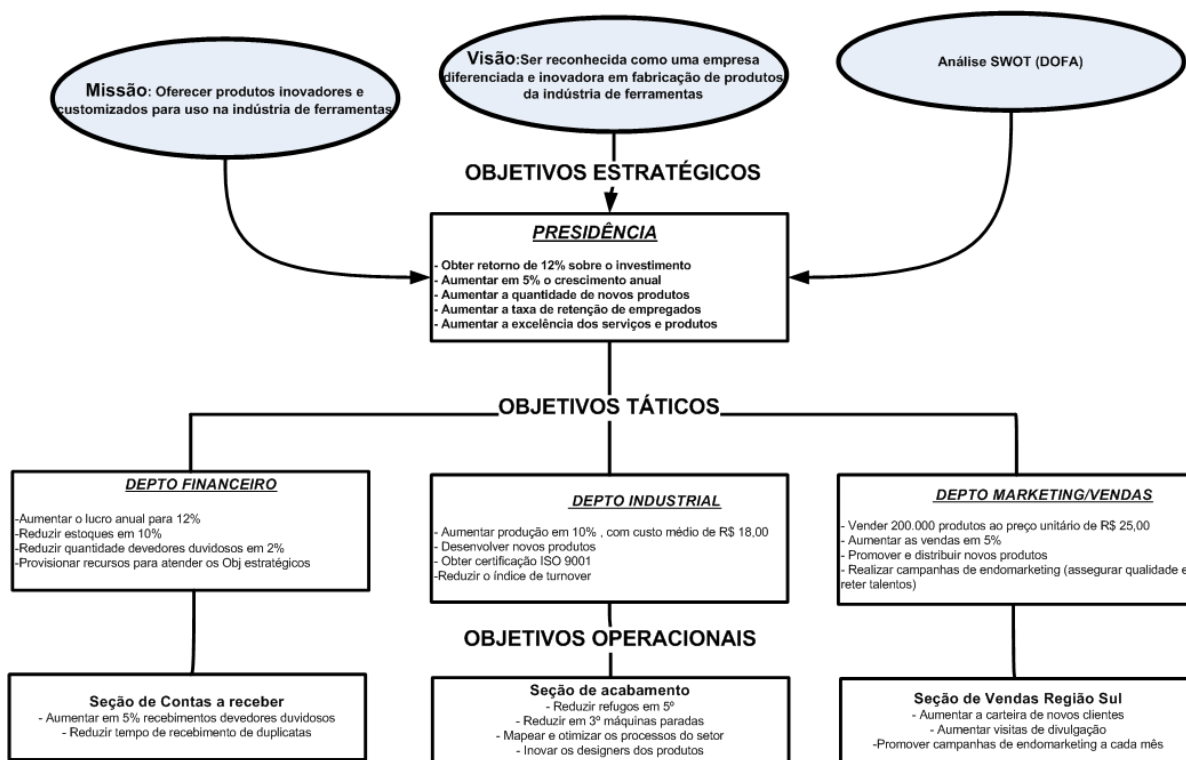 Missão: Oferecer produtos inovadores e
customizados para uso na indústria de ferramentas
Visão:Ser reconhecida como uma empresa
diferenciada e inovadora em fabricação de produtos
da indústria de ferramentas
Análise SWOT (DOFA)
OBJETIVOS ESTRATÉGICOS
PRESIDÊNCIA
- Obter retorno de 12% sobre o investimento
- Aumentar em 5% o crescimento anual
- Aumentar a quantidade de novos produtos
- Aumentar a taxa de retenção de empregados
- Aumentar a excelência dos serviços e produtos
OBJETIVOS TÁTICOS
DEPTO FINANCEIRO
-Aumentar o lucro anual para 12%
-Reduzir estoques em 10%
-Reduzir quantidade devedores duvidosos em 2%
-Provisionar recursos para atender os Obj estratégicos
DEPTO INDUSTRIAL
- Aumentar produção em 10% , com custo médio de R$ 18,00
- Desenvolver novos produtos
- Obter certificação ISO 9001
-Reduzir o índice de turnover
DEPTO MARKETING/VENDAS
- Vender 200.000 produtos ao preço unitário de R$ 25,00
- Aumentar as vendas em 5%
- Promover e distribuir novos produtos
- Realizar campanhas de endomarketing (assegurar qualidade e
reter talentos)
OBJETIVOS OPERACIONAIS
Seção de Contas a receber
- Aumentar em 5% recebimentos devedores duvidosos
- Reduzir tempo de recebimento de duplicatas
Seção de acabamento
- Reduzir refugos em 5º
- Reduzir em 3º máquinas paradas
- Mapear e otimizar os processos do setor
- Inovar os designers dos produtos
Seção de Vendas Região Sul
- Aumentar a carteira de novos clientes
- Aumentar visitas de divulgação
-Promover campanhas de endomarketing a cada mês